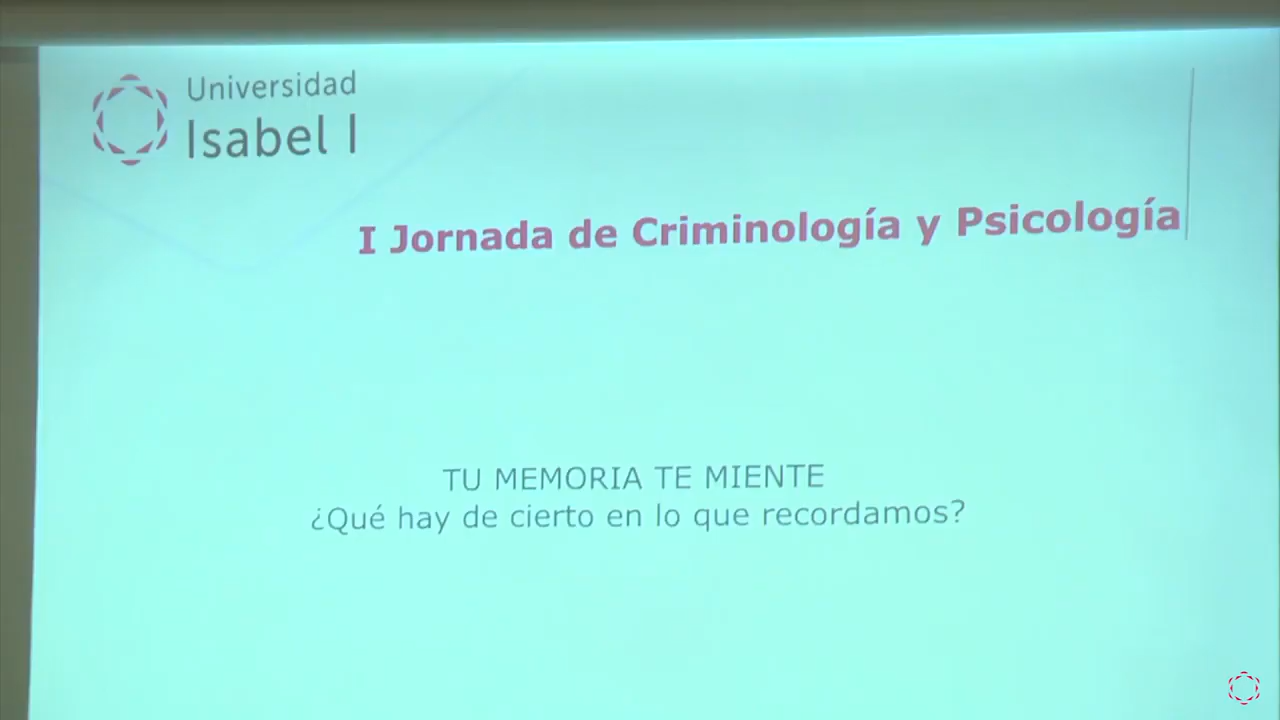 Universidad
Isabel I
I Jornada de Criminología y Psicología
TU MEMORIA TE MIENTE
¿Qué hay de cierto en lo que recordamos?